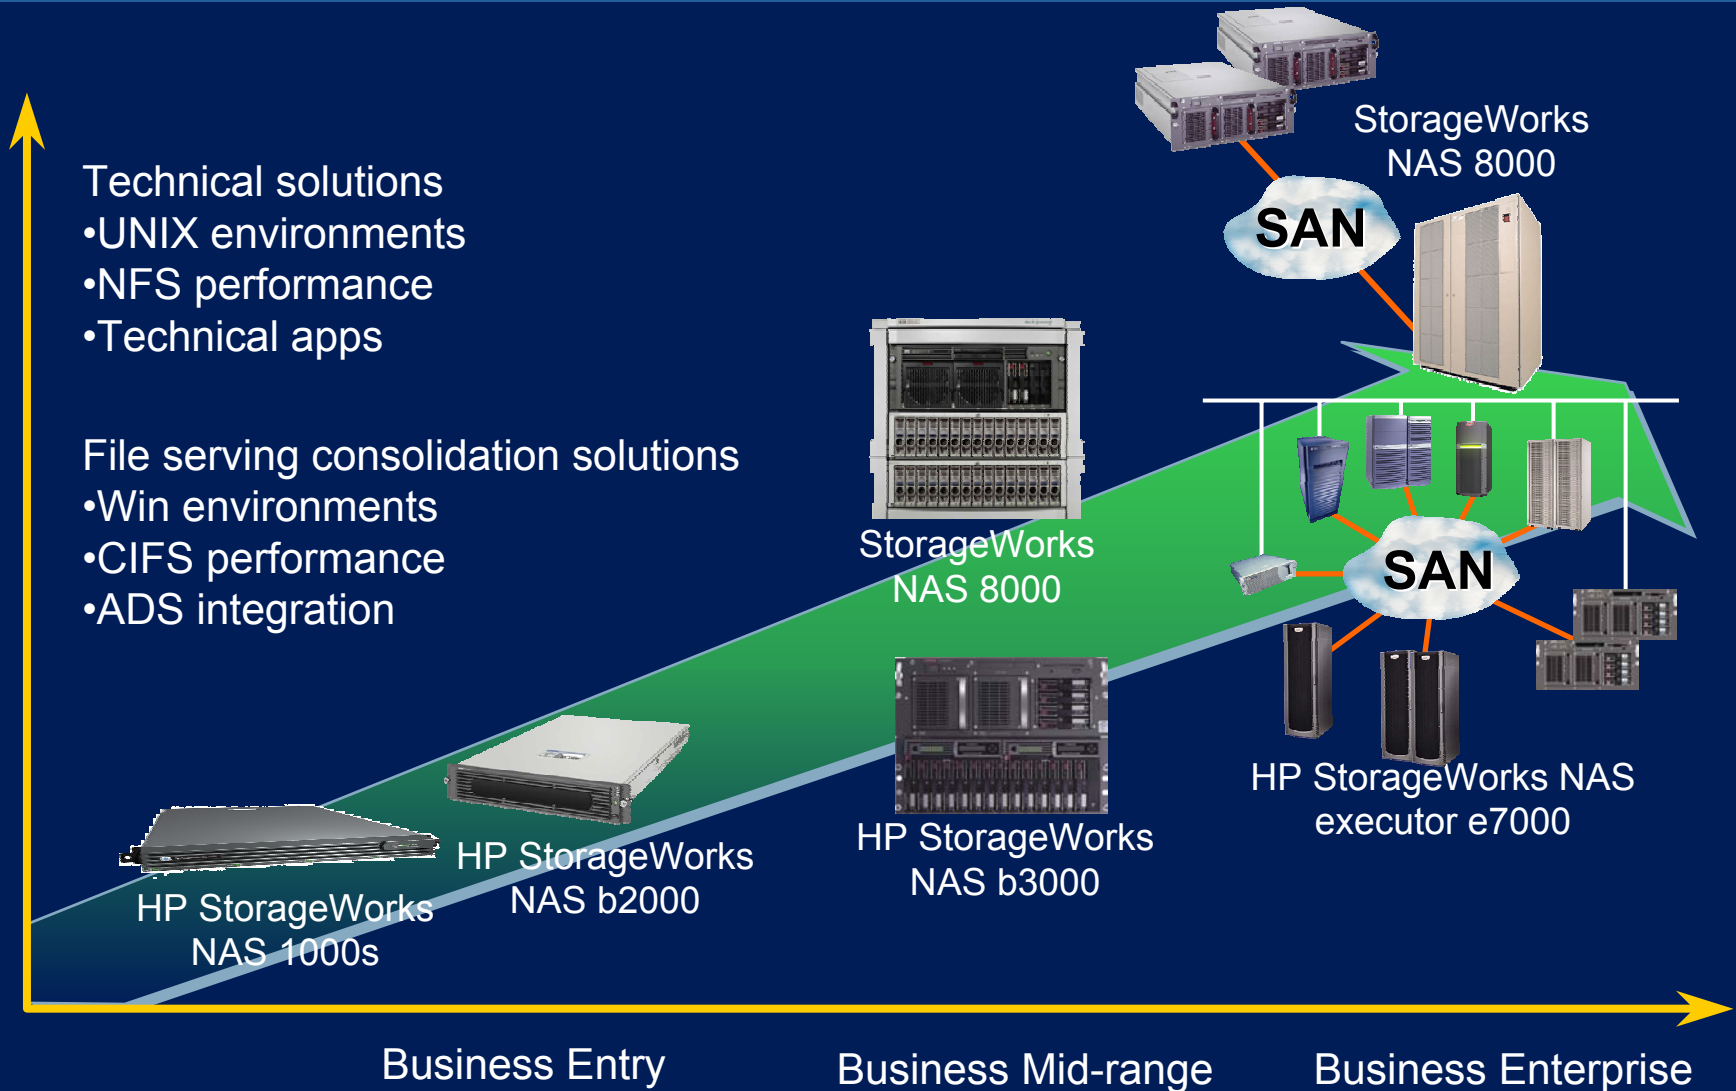 StorageWorks
NAS 8000
SAN
Technical solutions
•UNIX environments
•NFS performance
•Technical apps
File serving consolidation solutions
•Win environments
•CIFS performance
•ADS integration
StorageWorks
NAS 8000
SAN
HP StorageWorks NAS
executor e7000
HP StorageWorks
NAS b3000
HP StorageWorks
NAS b2000
HP StorageWorks
NAS 1000s
Business Entry
Business Mid-range
Business Enterprise